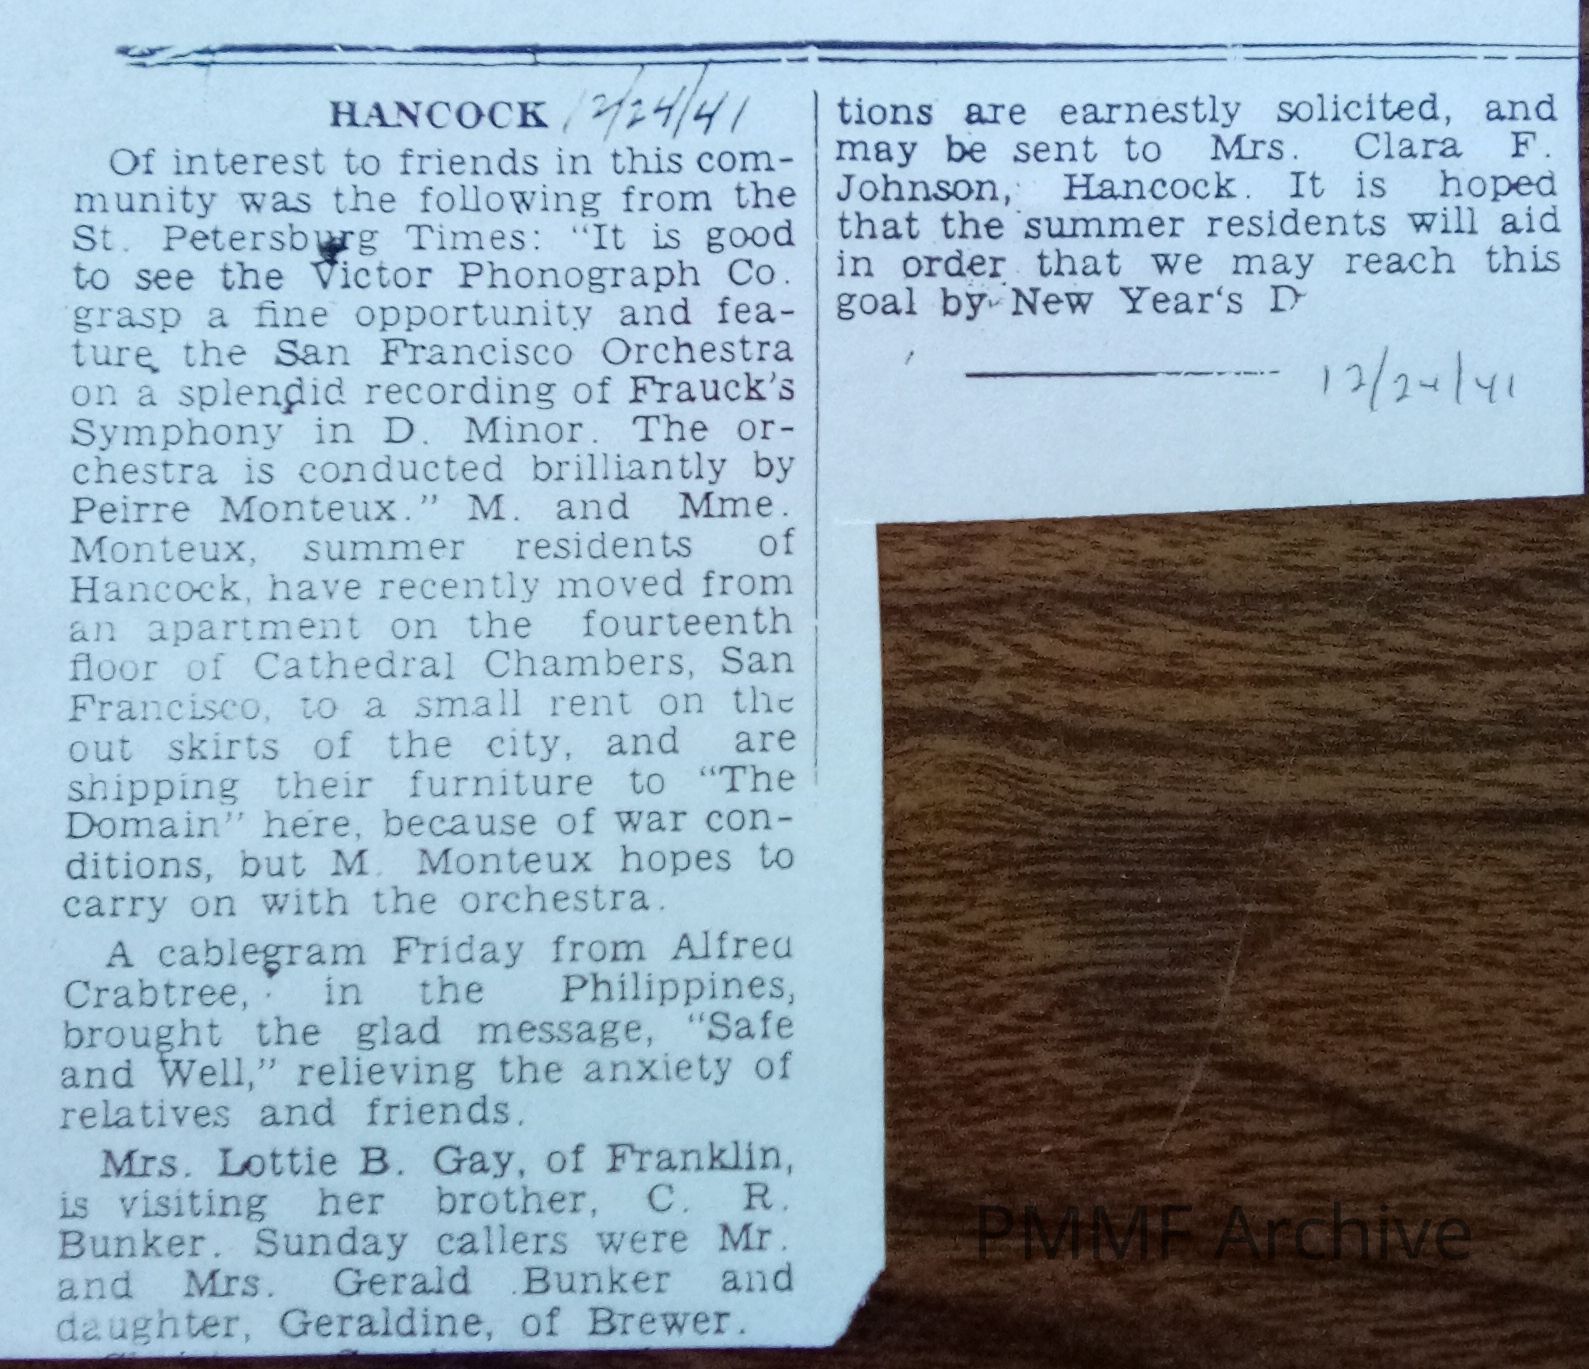 HANCOCK 12/24/41
Of interest to friends in this com-
munity was the following from the
St. Petersburg Times: “It is good
to see the Victor Phonograph Co.
grasp a fine opportunity and fea-
ture the San Francisco Orchestra
on a splendid recording of Frauck’s
Symphony in D. Minor. The or-
chestra is conducted brilliantly by
Peirre Monteux.” M. and Mme.
Monteux, summer residents of
Hancock, have recently moved from
an apartment on the fourteenth
floor of Cathedral Chambers, San
Francisco, to a small rent on the
out skirts of the city, and are
shipping their furniture to “The
Domain” here, because of war con-
ditions, but M. Monteux hopes to
carry on with the orchestra.
A cablegram Friday from Alfred
Crabtree, in the Philippines,
brought the glad message, “Safe
and Well,” relieving the anxiety of
relatives and friends.
Mrs. Lottie B. Gay, of Franklin,
is visiting her brother, C. R.
Bunker. Sunday callers were Mr.
and Mrs. Gerald Bunker and
daughter, Geraldine, of Brewer.
tions are earnestly solicited, and
may be sent to Mrs. Clara F.
Johnson, Hancock. It is hoped
that the summer residents will aid
in order that we may reach this
goal by New Year's D
12/24/41
PMMF Archive